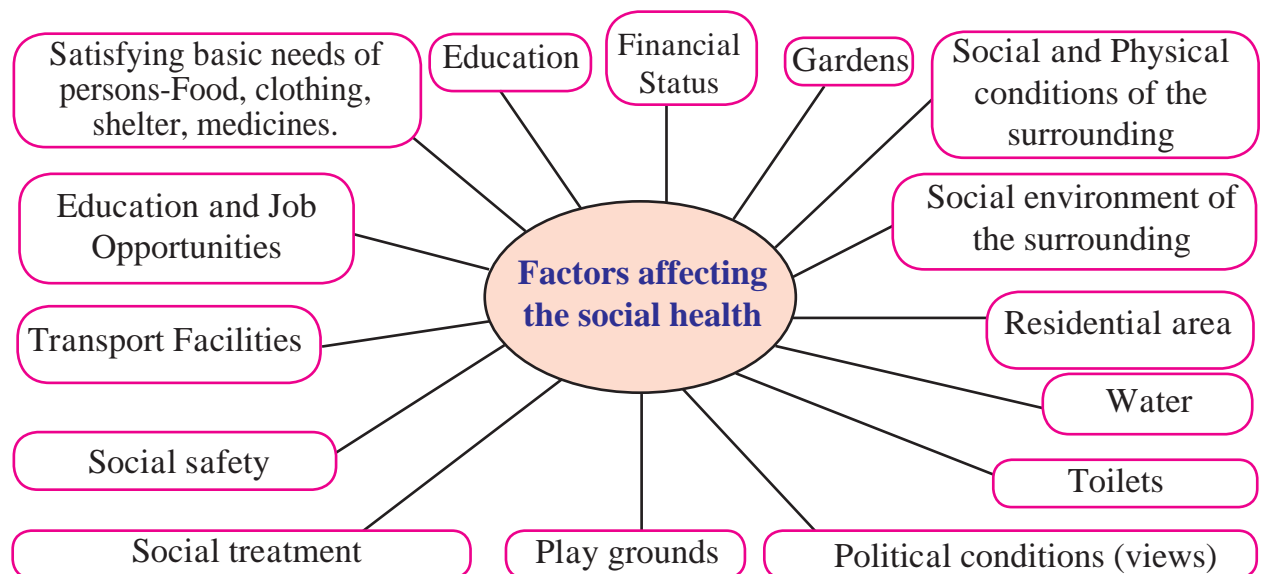 Satisfying basic needs of
persons-Food, clothing,
shelter, medicines.
Education
Financial
Status
Gardens
Social and Physical
conditions of the
surrounding
Education and Job
Opportunities
Social environment of
the surrounding
Factors affecting
the social health
Transport Facilities
Residential area
Water
Social safety
Toilets
Social treatment
Play grounds
Political conditions (views)